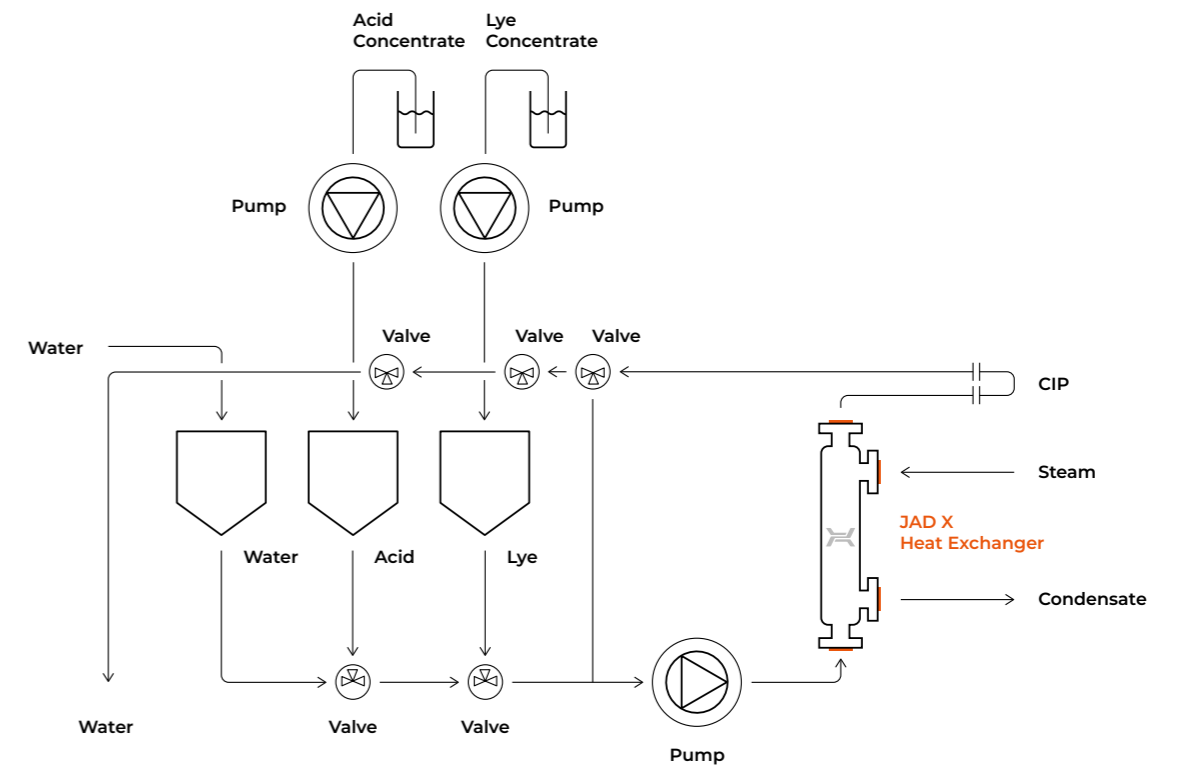 Acid
Concentrate
Lye
Concentrate
Pump
Pump
Water
Valve
Valve
Valve
CIP
Steam
JAD X
Heat Exchanger
Water
Acid
Lye
Condensate
Water
Valve
Valve
Pump